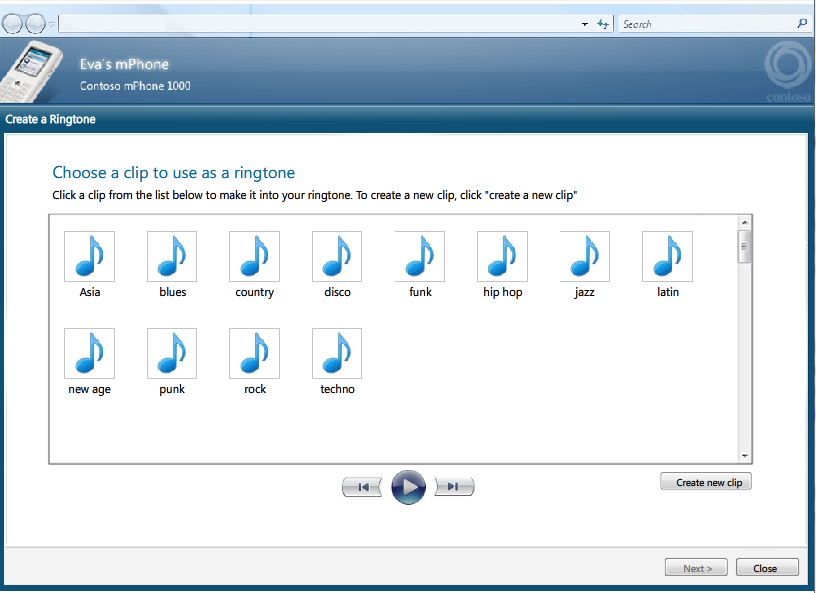 Search
Eva's mPhone
Contoso mPhone 1000
contoso
Create a Ringtone
Choose a clip to use as a ringtone
Click a clip from the list below to make it into your ringtone. To create a new clip, click "create a new clip"
Asia blues country disco funk hip hop jazz latin
new age punk rock techno
Create new clip
Next > Close